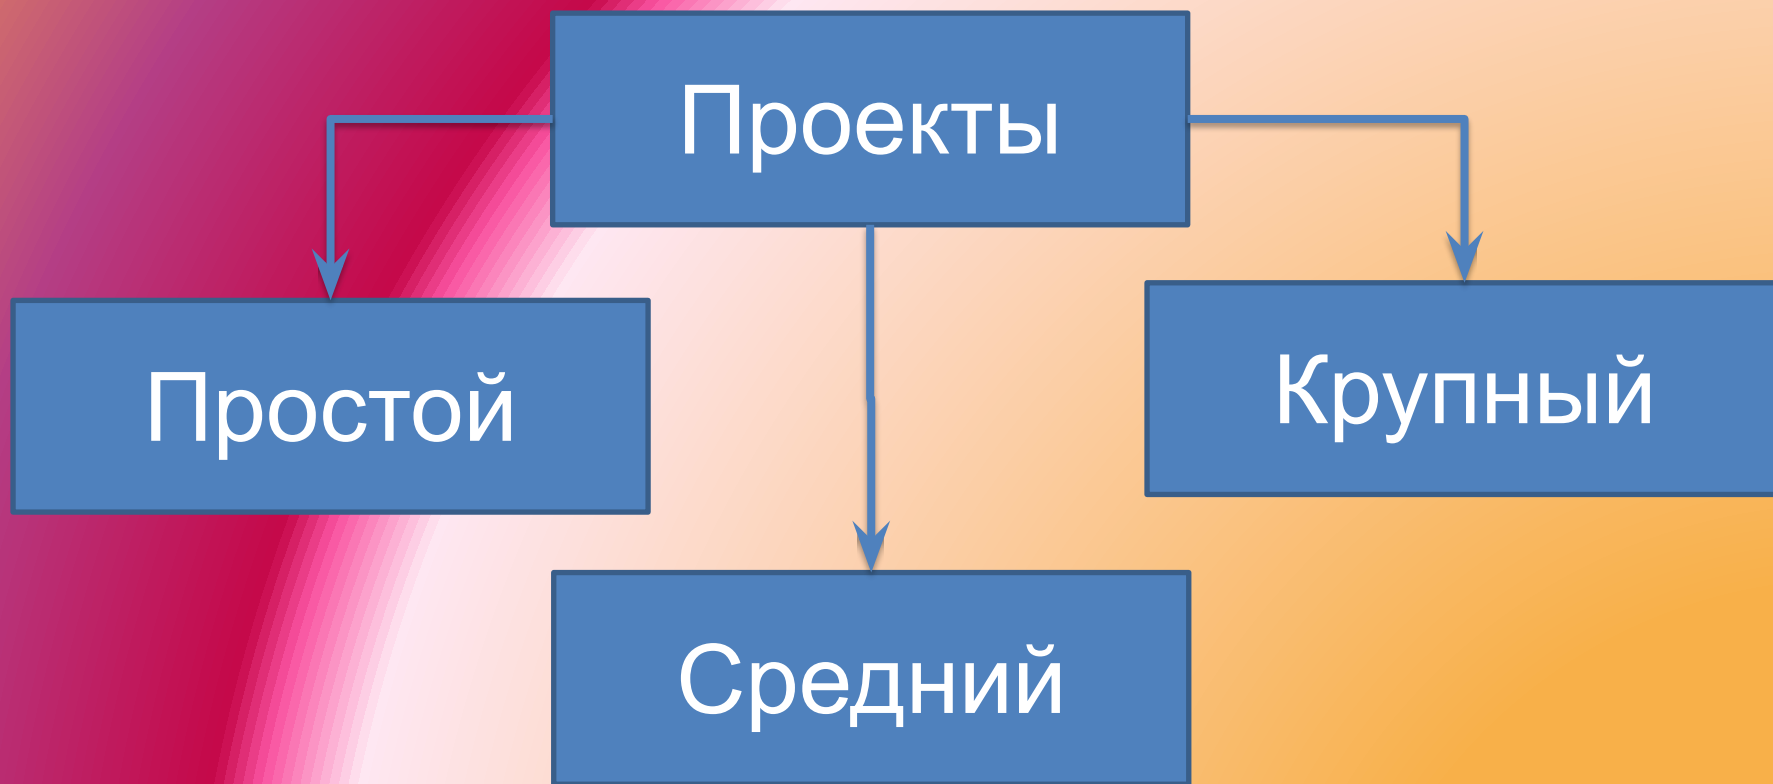 Проекты
Простой
Крупный
Средний